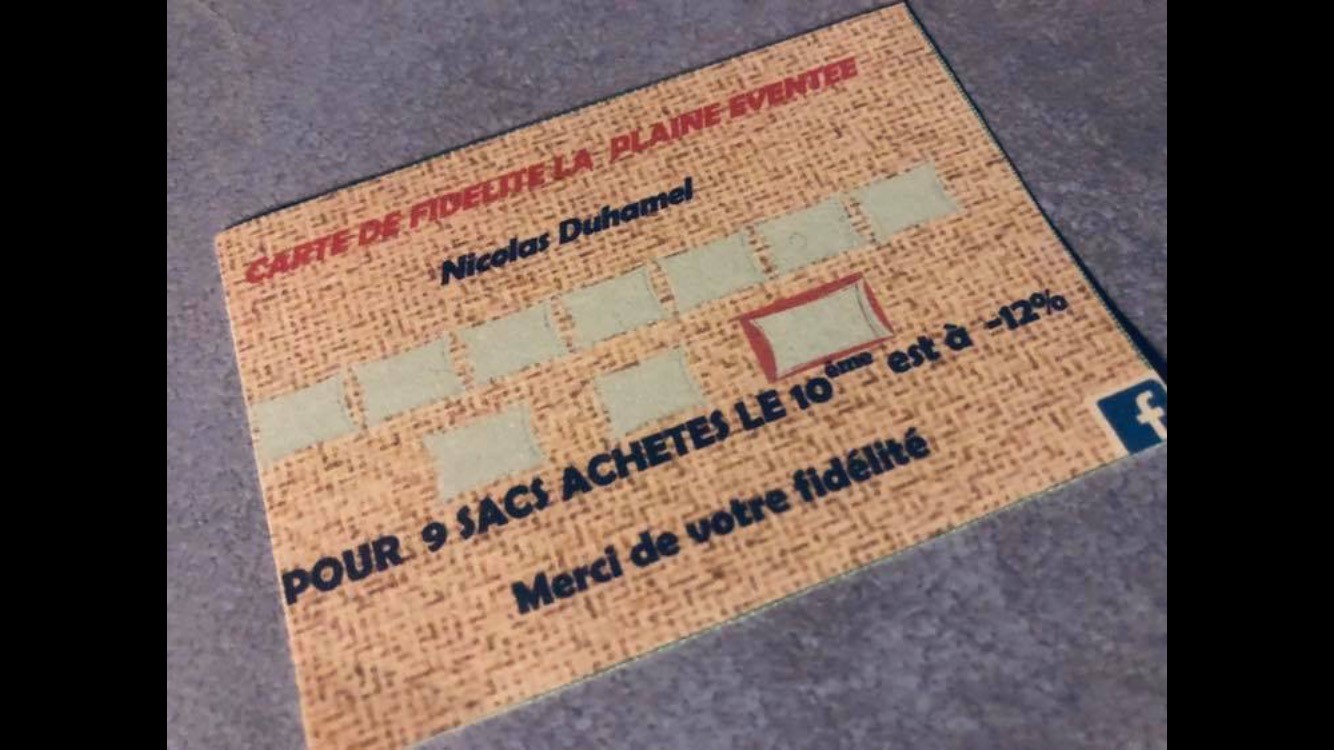 CARTE DE FIDELITE LA PLAINE EVENTEE
Nicolas Duhamel
POUR 9 SACS ACHETES LE 10ème est à -12%
Merci de votre fidélité
f